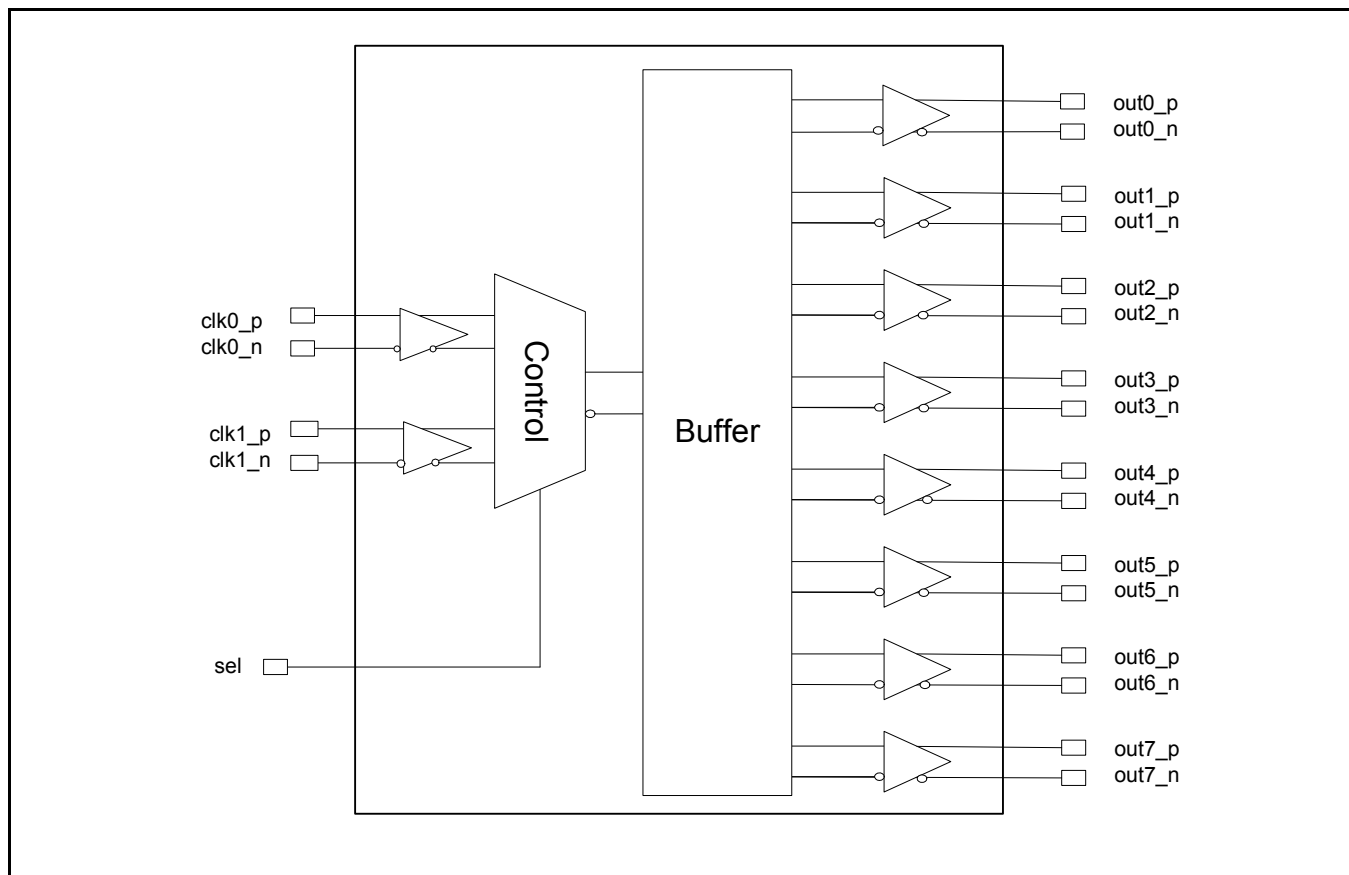 clk0_p
clk0_n
clk1_p
clk1_n
sel
Control
Buffer
out0_p
out0_n
out1_p
out1_n
out2_p
out2_n
out3_p
out3_n
out4_p
out4_n
out5_p
out5_n
out6_p
out6_n
out7_p
out7_n